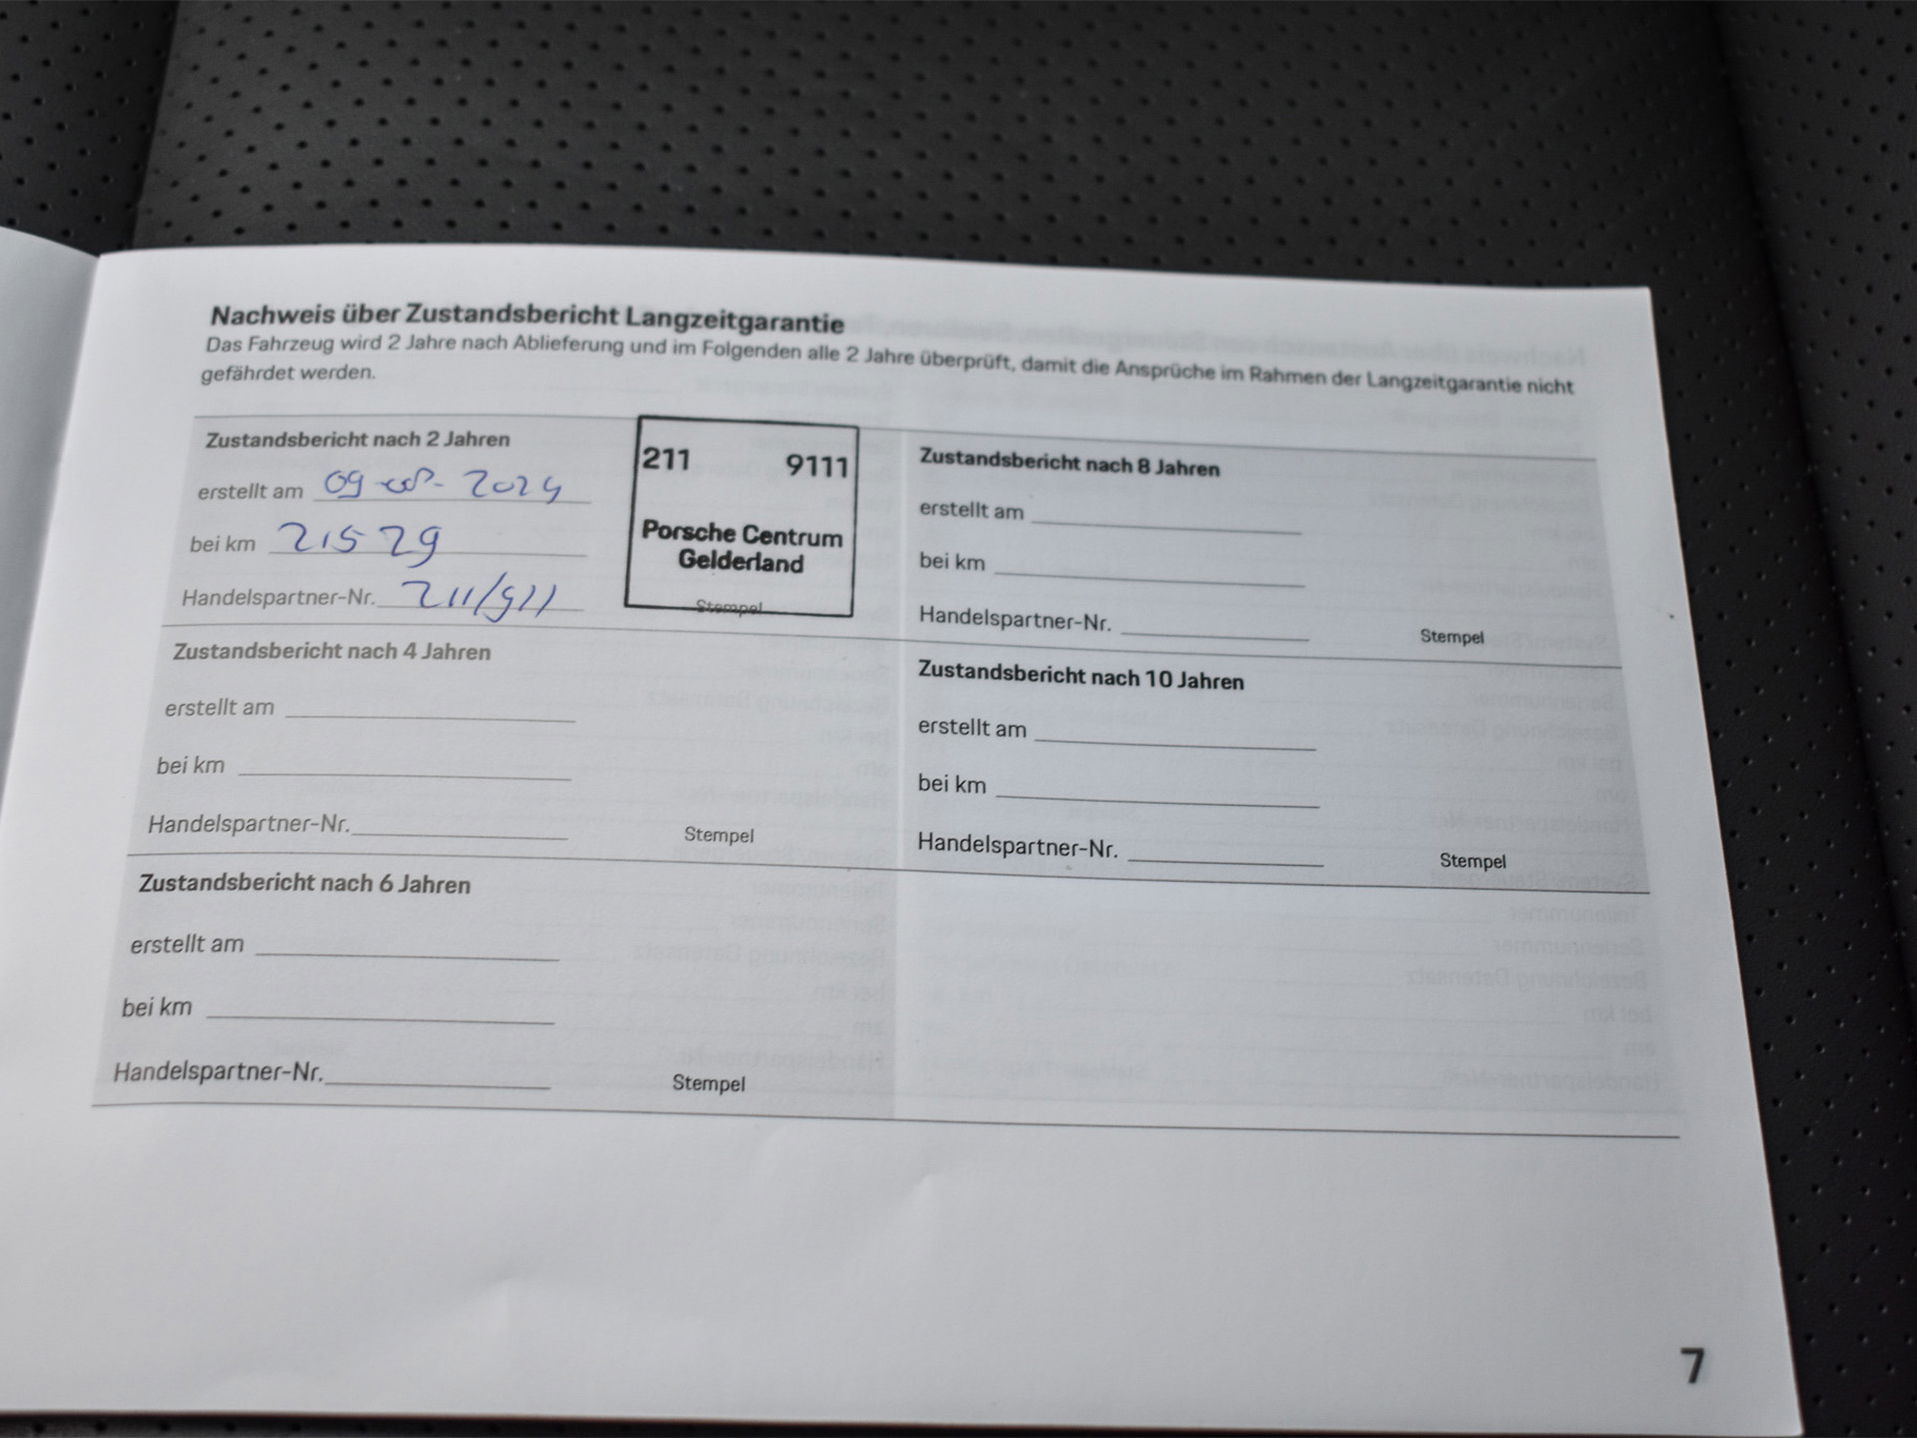 Nachweis über Zustandsbericht Langzeitgarantie
Das Fahrzeug wird 2 Jahre nach Ablieferung und im Folgenden alle 2 Jahre überprüft, damit die Ansprüche im Rahmen der Langzeitgarantie nicht
gefährdet werden.
Zustandsbericht nach 2 Jahren
erstellt am 09 - 2024
bei km 21529
Handelspartner-Nr. 211/911
211 9111
Porsche Centrum
Gelderland
Stempel
Zustandsbericht nach 4 Jahren
erstellt am
bei km
Handelspartner-Nr.
Stempel
Zustandsbericht nach 6 Jahren
erstellt am
bei km
Handelspartner-Nr.
Stempel
Zustandsbericht nach 8 Jahren
erstellt am
bei km
Handelspartner-Nr.
Stempel
Zustandsbericht nach 10 Jahren
erstellt am
bei km
Handelspartner-Nr.
Stempel
7